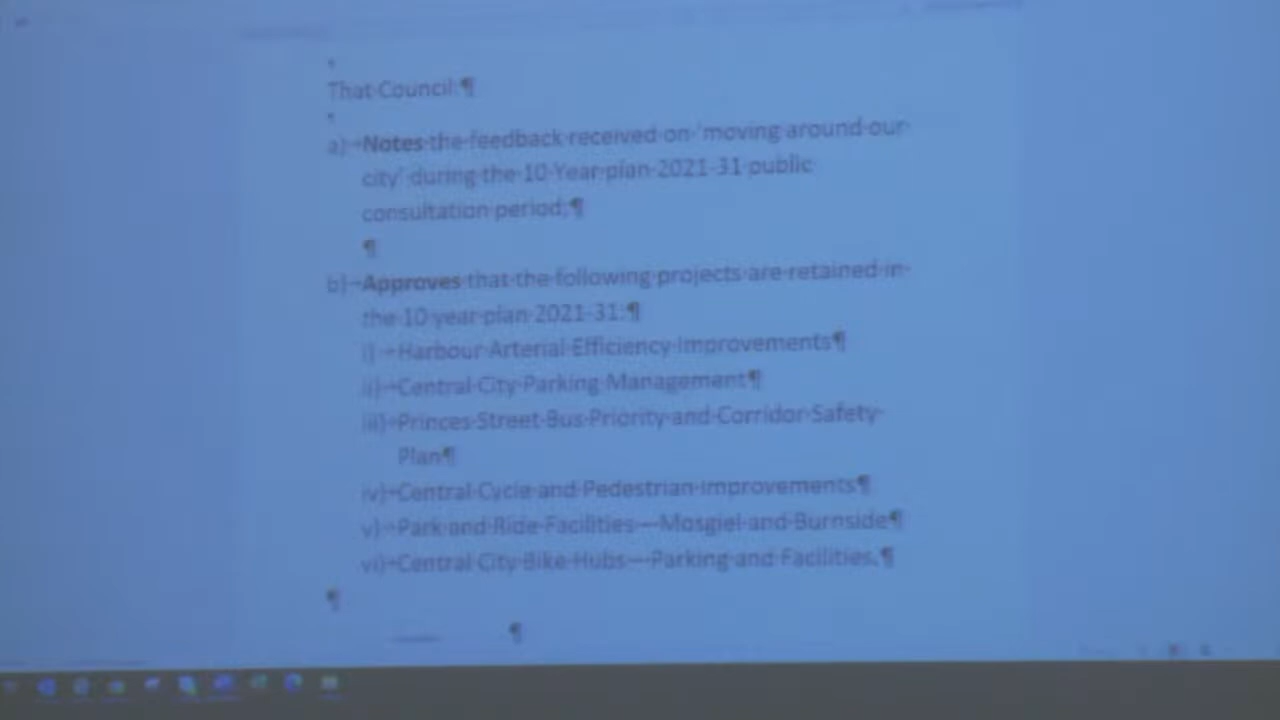 That Council:
a) Notes the feedback received on 'moving around our
city' during the 10 Year plan 2021-31 public
consultation period;
b) Approves that the following projects are retained in
the 10 year plan 2021-31:
i) Harbour Arterial Efficiency Improvements
ii) Central City Parking Management
iii) Princes Street Bus Priority and Corridor Safety
Plan
iv) Central Cycle and Pedestrian Improvements
v) Park and Ride Facilities – Mosgiel and Burnside
vi) Central City Bike Hubs – Parking and Facilities.